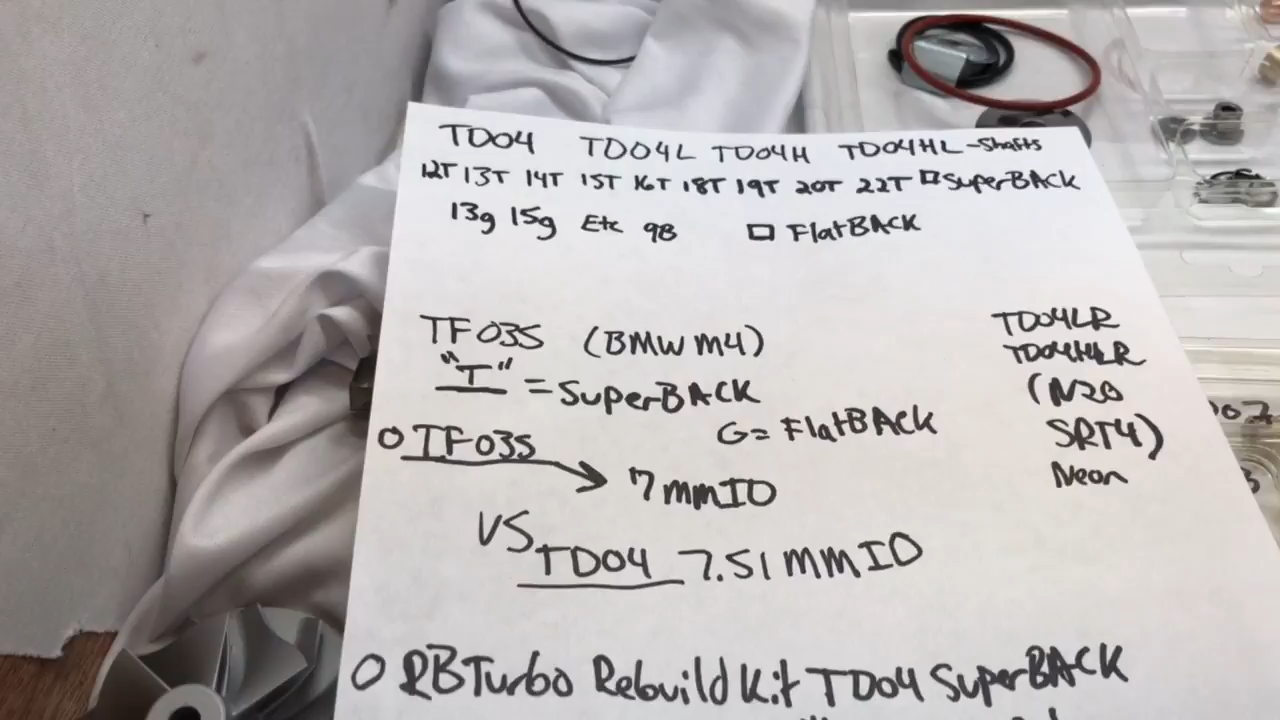 TD04 TD04L TD04H TD04HL-Shafts
12T 13T 14T 15T 16T 18T 19T 20T 22T □ SuperBACK
13g 15g Etc 9B □ FlatBACK
TF035 (BMW M4)
"T" = SuperBACK
G= FlatBACK
TD04LR
TD04HLR
(N20
SRT4)
Neon
O TF035
7mmID
VS TD04 7.51mmID
O RBTurbo Rebuild Kit TD04 SuperBACK